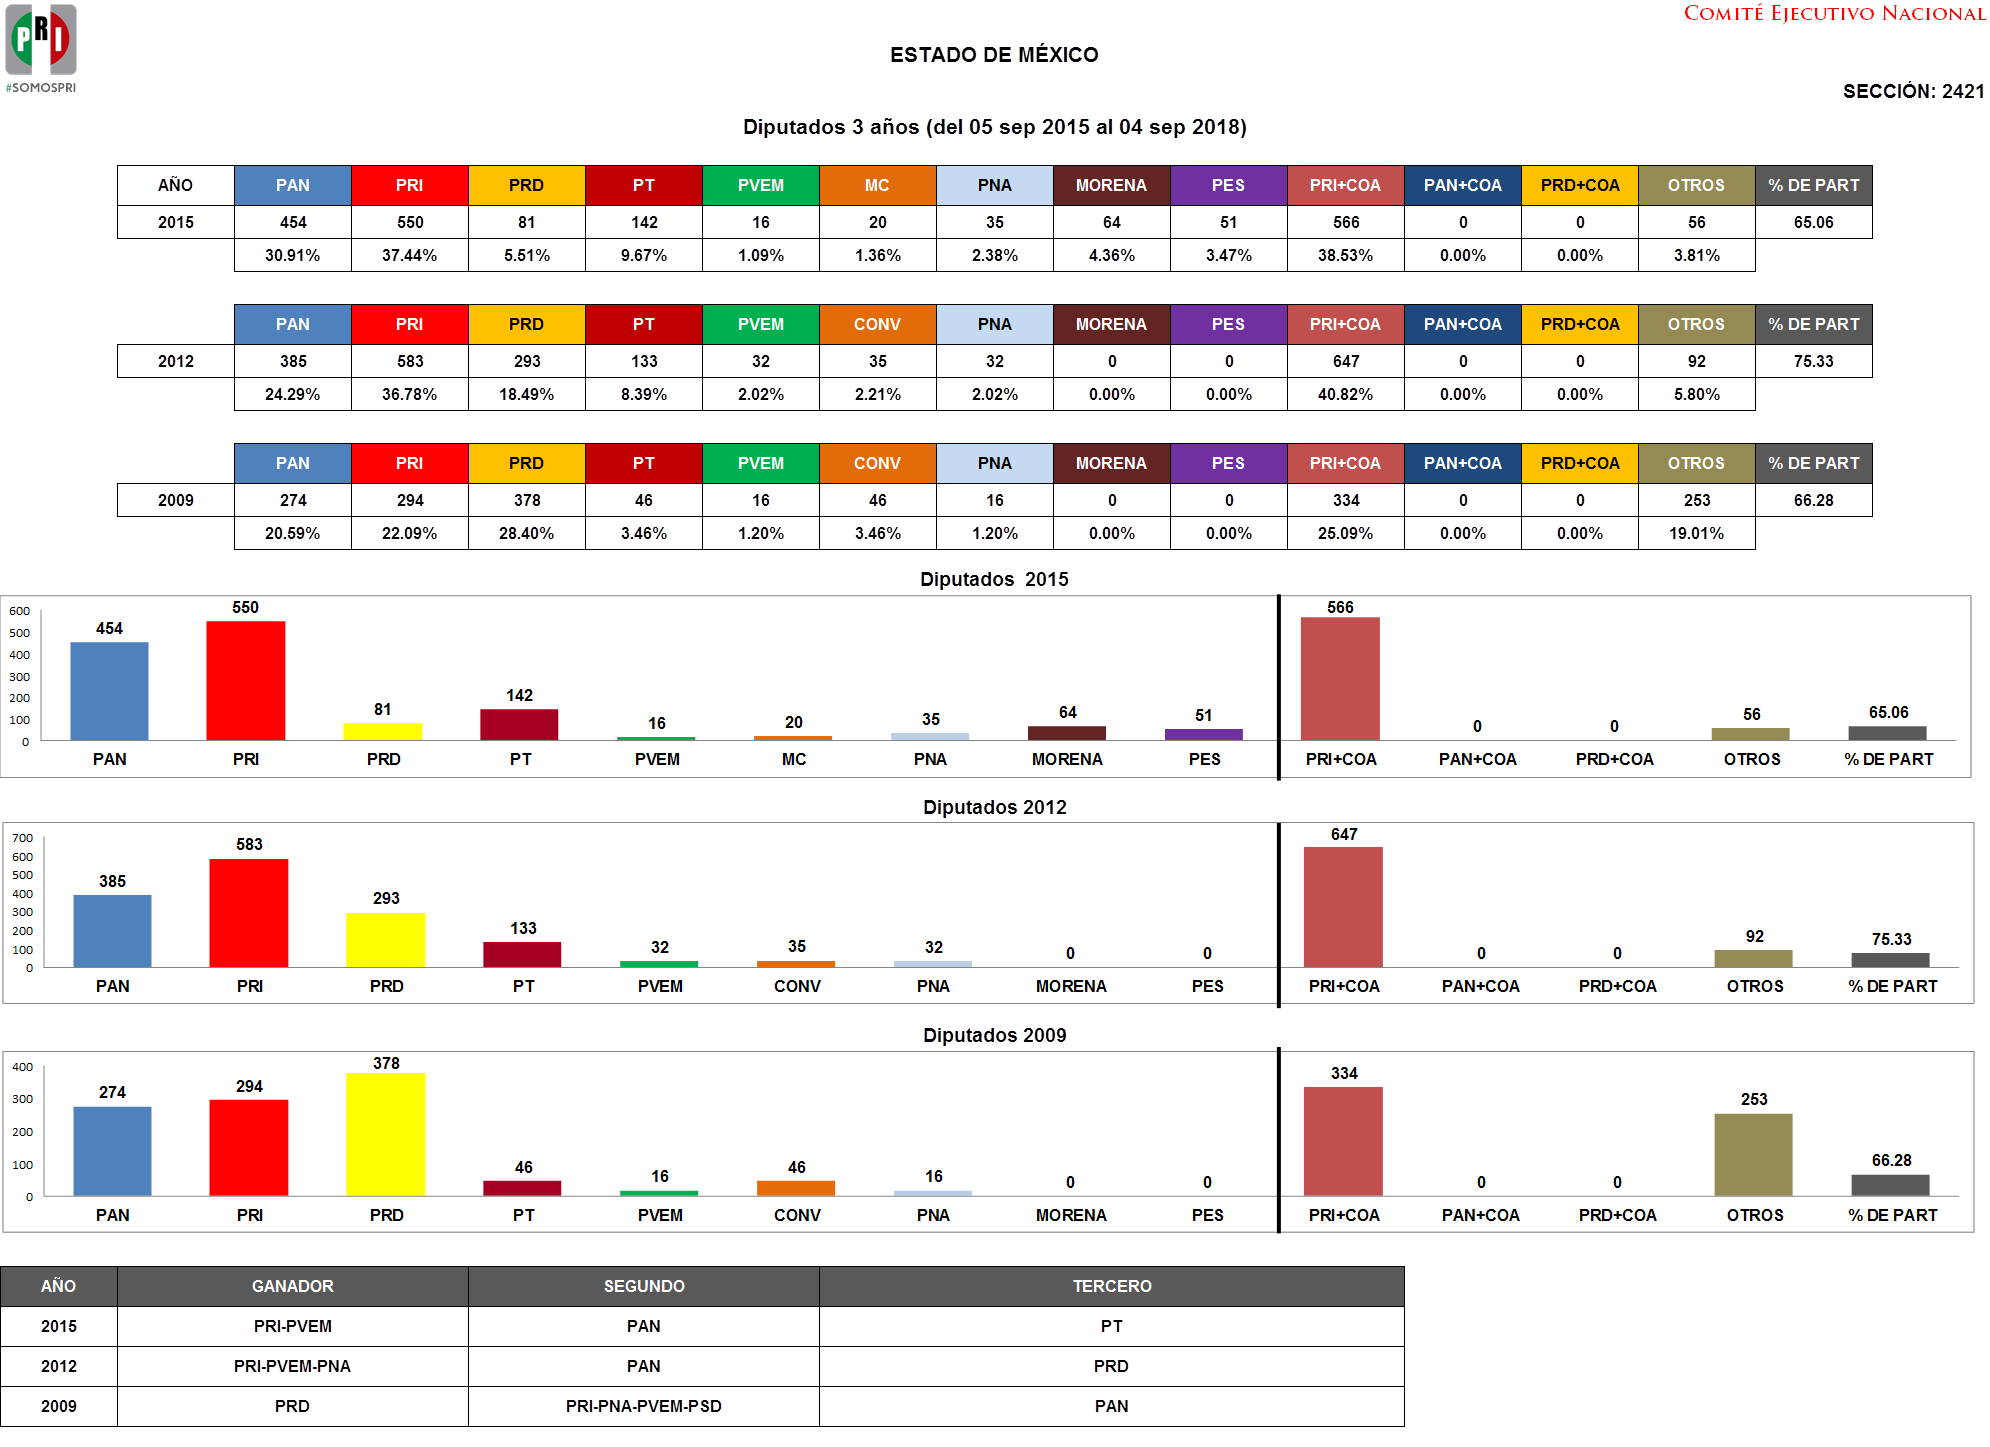 PRI
#SOMOSPRI
COMITÉ EJECUTIVO NACIONAL
ESTADO DE MÉXICO
SECCIÓN: 2421
Diputados 3 años (del 05 sep 2015 al 04 sep 2018)
AÑO PAN PRI PRD PT PVEM MC PNA MORENA PES PRI+COA PAN+COA PRD+COA OTROS % DE PART
2015 454 550 81 142 16 20 35 64 51 566 0 0 56 65.06
30.91% 37.44% 5.51% 9.67% 1.09% 1.36% 2.38% 4.36% 3.47% 38.53% 0.00% 0.00% 3.81%
PAN PRI PRD PT PVEM CONV PNA MORENA PES PRI+COA PAN+COA PRD+COA OTROS % DE PART
2012 385 583 293 133 32 35 32 0 0 647 0 0 92 75.33
24.29% 36.78% 18.49% 8.39% 2.02% 2.21% 2.02% 0.00% 0.00% 40.82% 0.00% 0.00% 5.80%
PAN PRI PRD PT PVEM CONV PNA MORENA PES PRI+COA PAN+COA PRD+COA OTROS % DE PART
2009 274 294 378 46 16 46 16 0 0 334 0 0 253 66.28
20.59% 22.09% 28.40% 3.46% 1.20% 3.46% 1.20% 0.00% 0.00% 25.09% 0.00% 0.00% 19.01%
Diputados 2015
600
500
400
300
200
100
0
454 550 81 142 16 20 35 64 51 566 0 0 56 65.06
PAN PRI PRD PT PVEM MC PNA MORENA PES PRI+COA PAN+COA PRD+COA OTROS % DE PART
Diputados 2012
700
600
500
400
300
200
100
0
385 583 293 133 32 35 32 0 0 647 0 0 92 75.33
PAN PRI PRD PT PVEM CONV PNA MORENA PES PRI+COA PAN+COA PRD+COA OTROS % DE PART
Diputados 2009
400
300
200
100
0
274 294 378 46 16 46 16 0 0 334 0 0 253 66.28
PAN PRI PRD PT PVEM CONV PNA MORENA PES PRI+COA PAN+COA PRD+COA OTROS % DE PART
AÑO GANADOR SEGUNDO TERCERO
2015 PRI-PVEM PAN PT
2012 PRI-PVEM-PNA PAN PRD
2009 PRD PRI-PNA-PVEM-PSD PAN